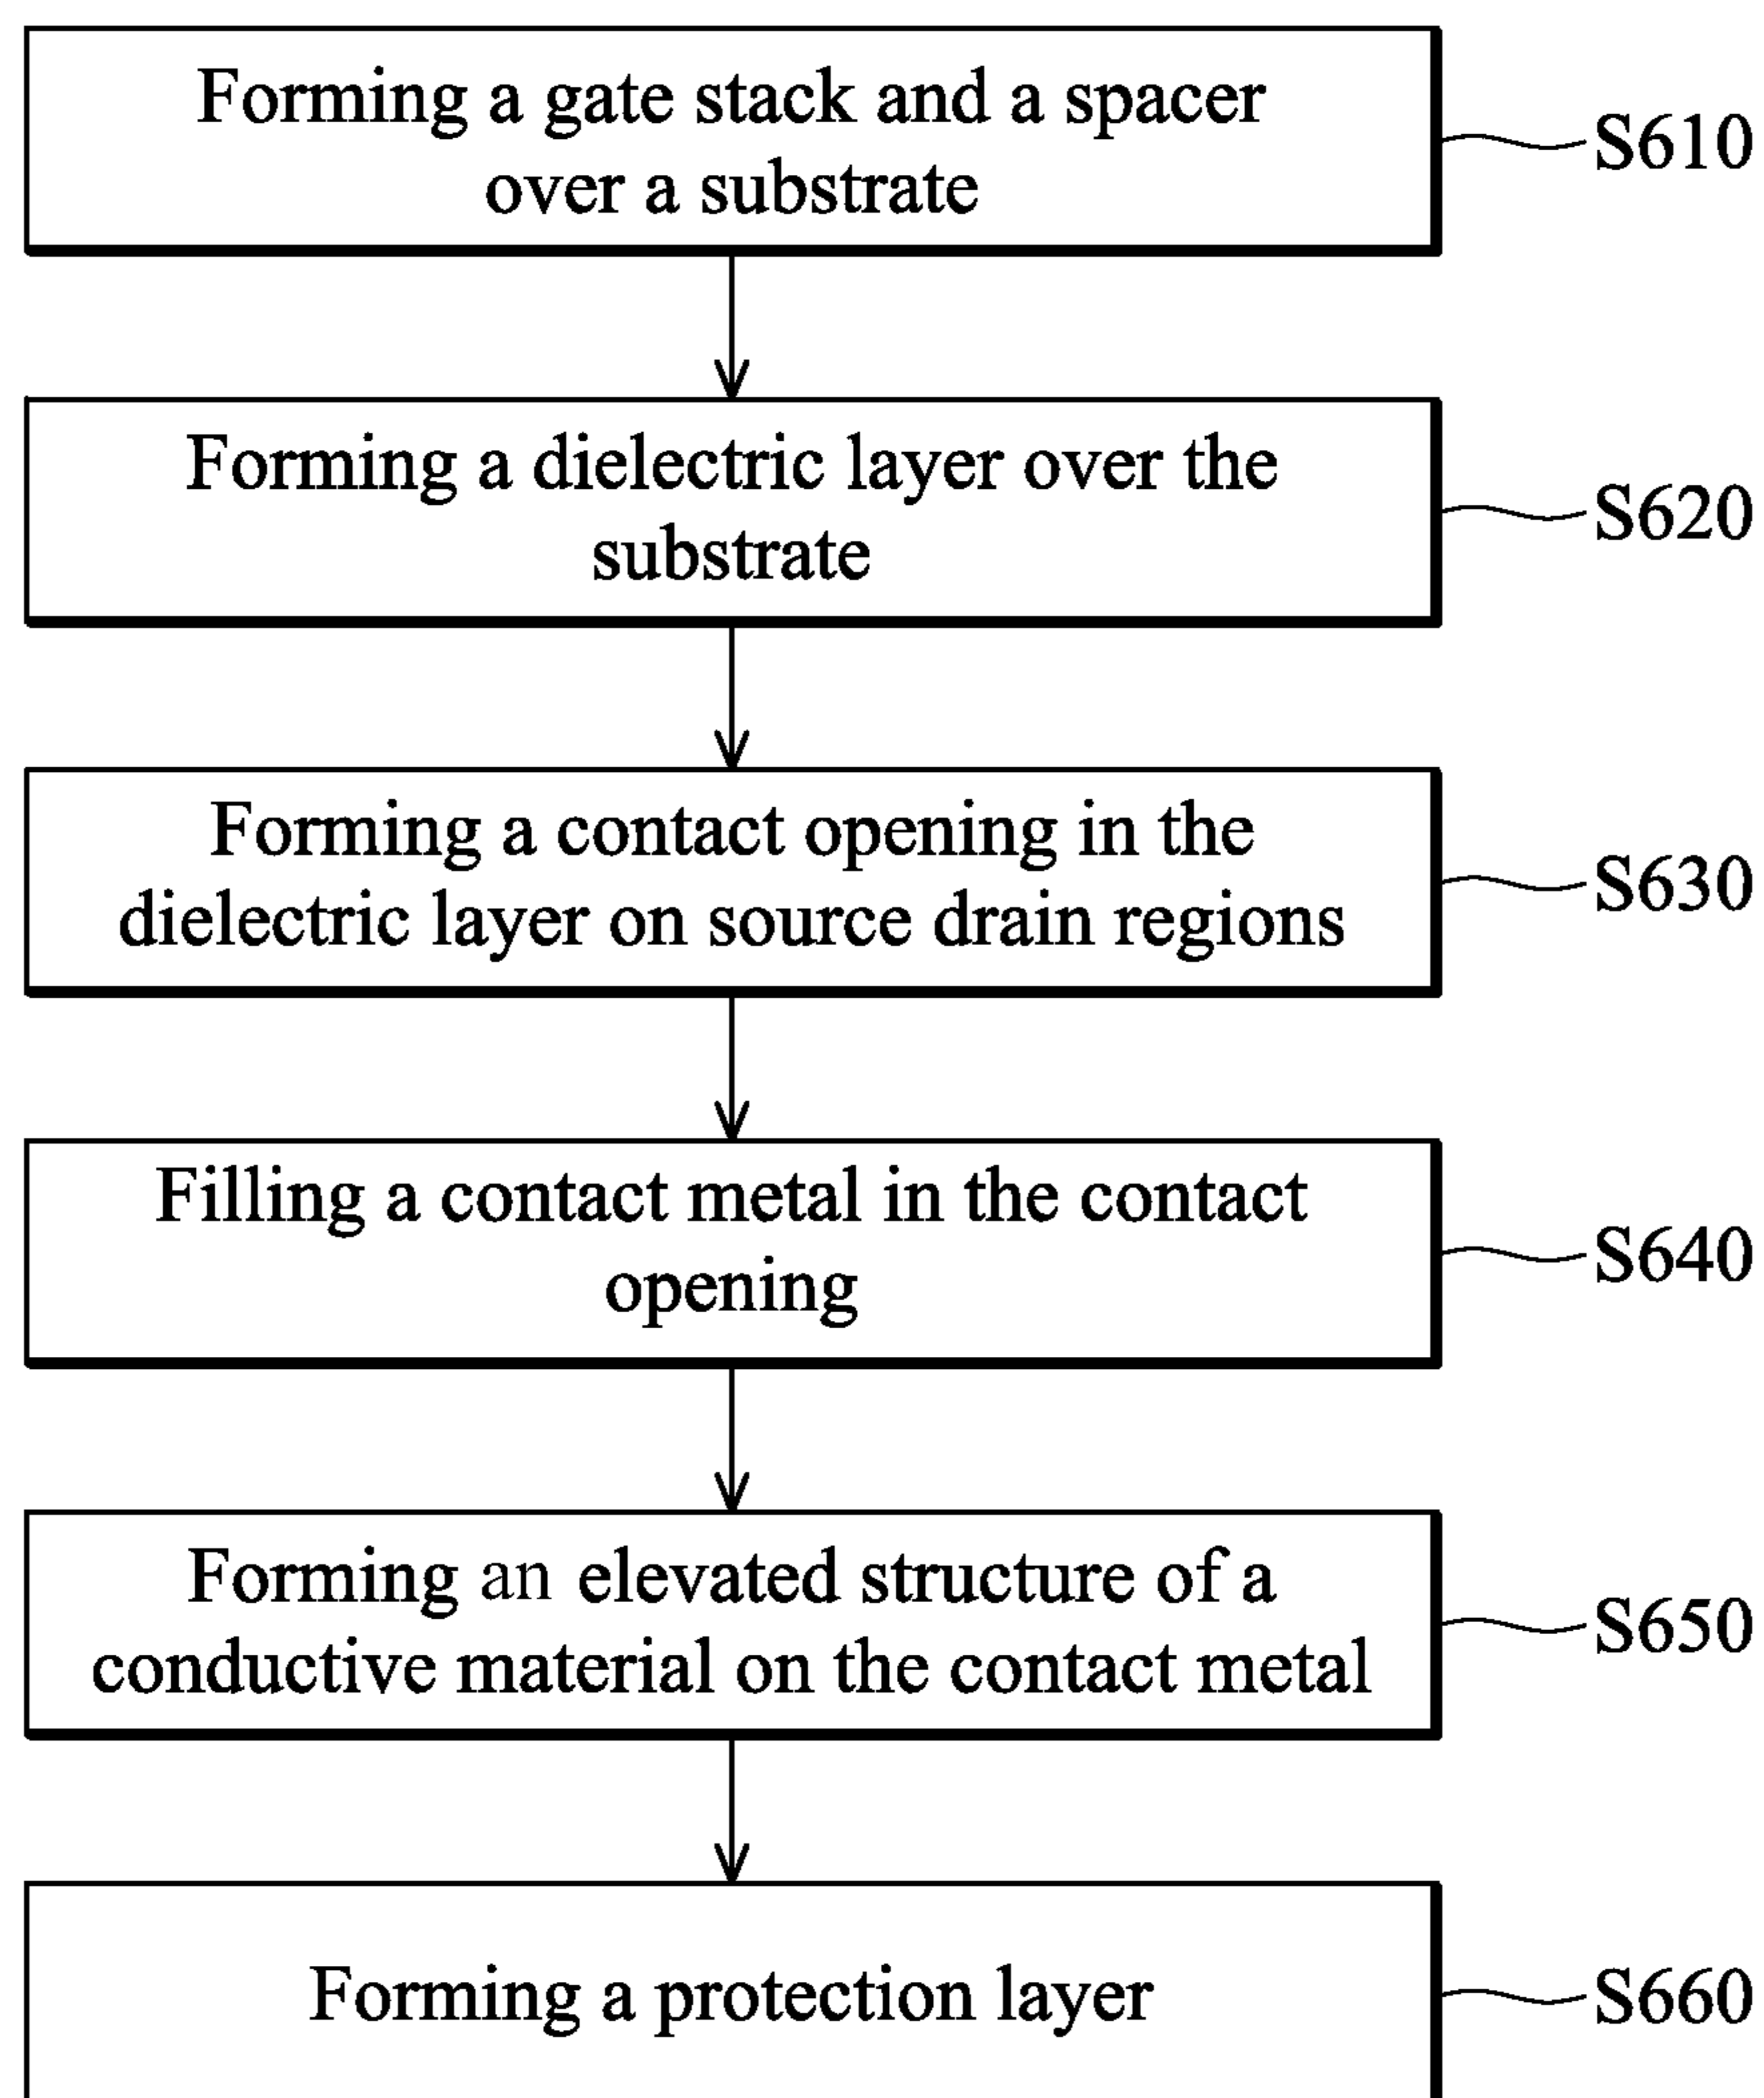 Forming a gate stack and a spacer
over a substrate
S610
Forming a dielectric layer over the
substrate
S620
Forming a contact opening in the
dielectric layer on source drain regions
S630
Filling a contact metal in the contact
opening
S640
Forming an elevated structure of a
conductive material on the contact metal
S650
Forming a protection layer
S660